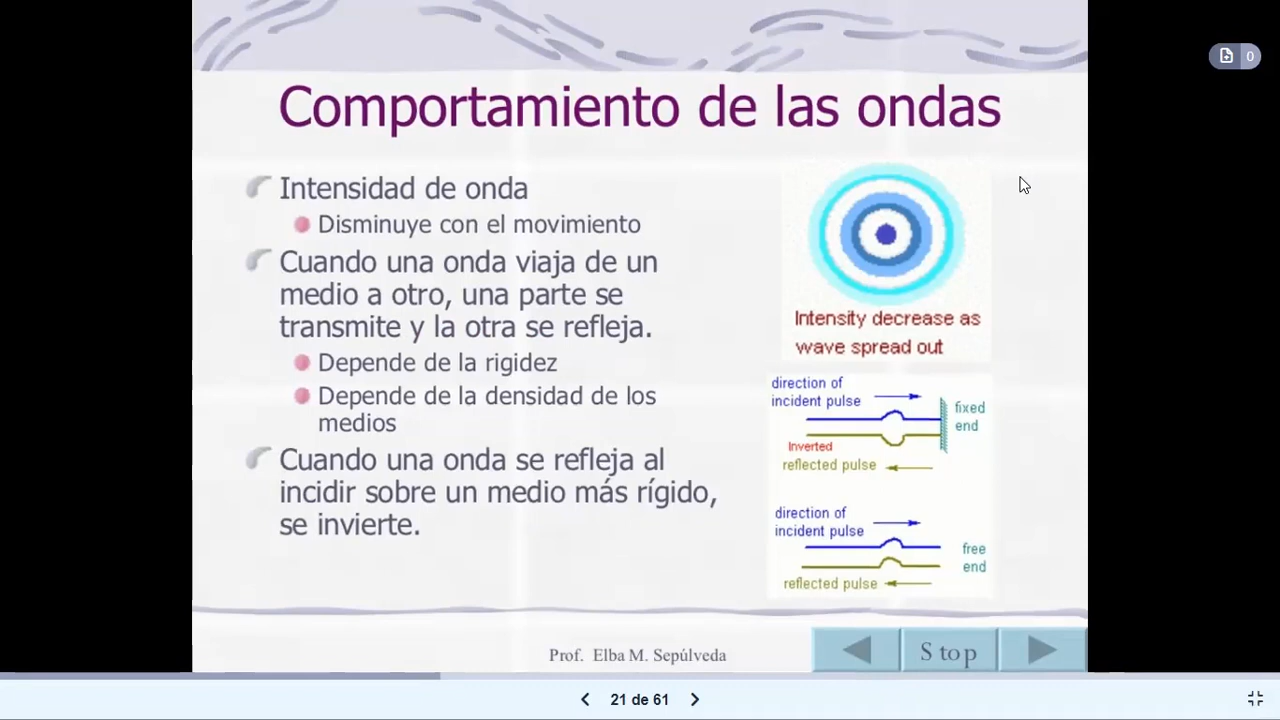 0
Comportamiento de las ondas
Intensidad de onda
Disminuye con el movimiento
Cuando una onda viaja de un
medio a otro, una parte se
transmite y la otra se refleja.
Depende de la rigidez
Depende de la densidad de los
medios
Cuando una onda se refleja al
incidir sobre un medio más rígido,
se invierte.
Intensity decrease as
wave spread out
direction of
incident pulse
fixed
end
Inverted
reflected pulse
direction of
incident pulse
free
end
reflected pulse
Prof. Elba M. Sepúlveda
Stop
21 de 61